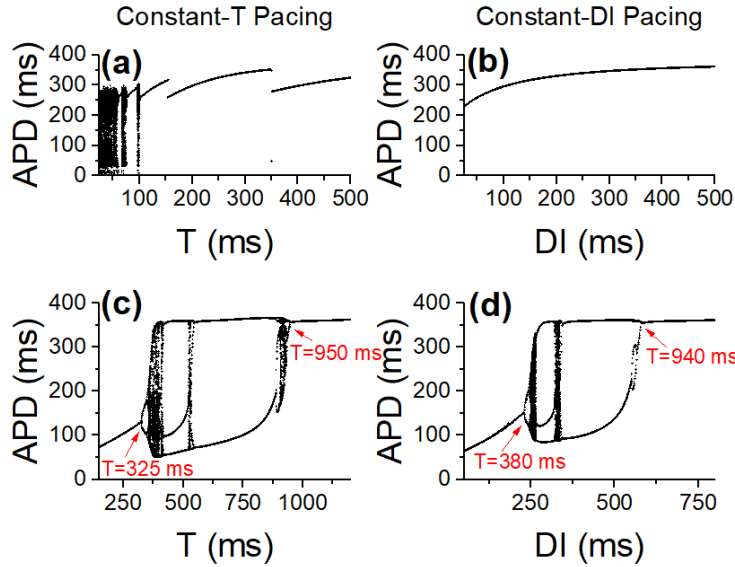 Constant-T Pacing
Constant-DI Pacing
(a)
(b)
APD (ms)
400
300
200
100
0
100 200 300 400 500
T (ms)
APD (ms)
400
300
200
100
0
100 200 300 400 500
DI (ms)
(c)
(d)
APD (ms)
400
300
200
100
0
T=950 ms
T=325 ms
250 500 750 1000
T (ms)
APD (ms)
400
300
200
100
0
T=940 ms
T=380 ms
250 500 750
DI (ms)